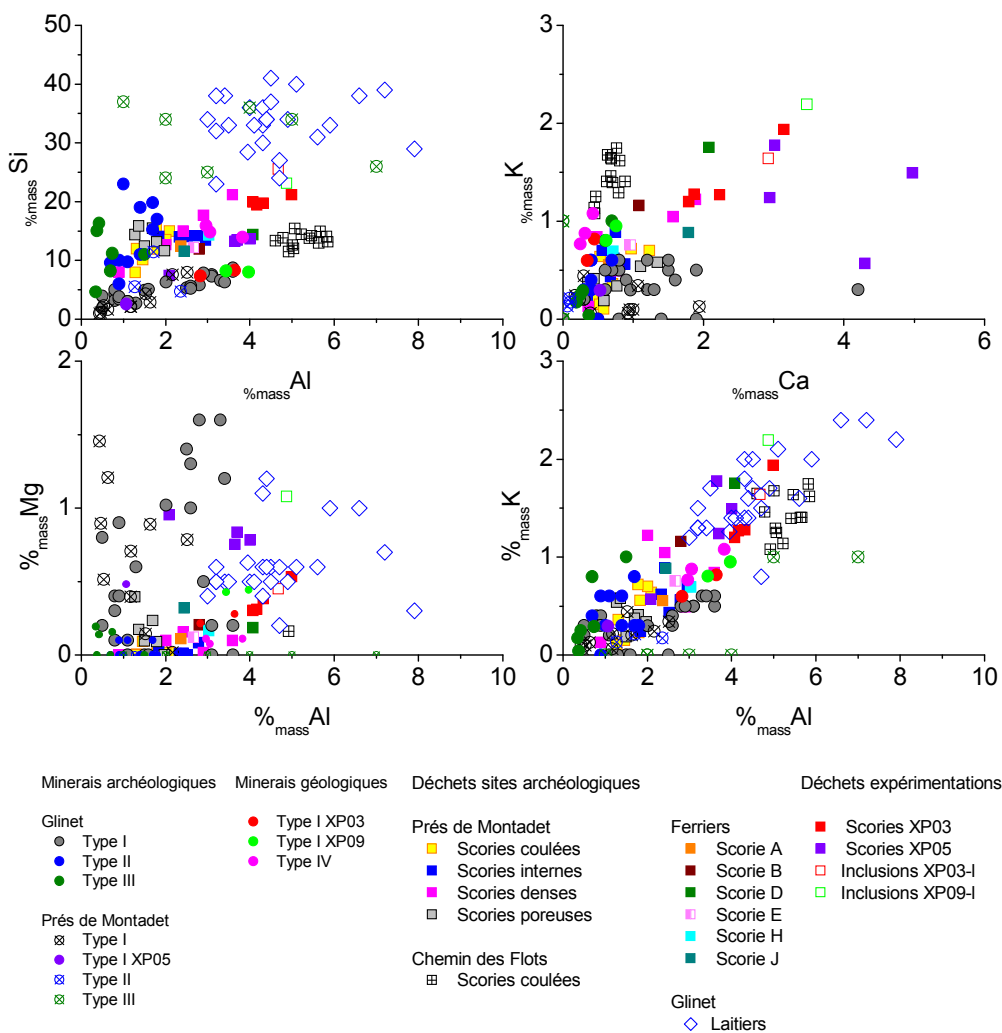 50
40
30
20
10
0
%massSi
0 2 4 6 8 10
%massAl
3
2
1
0
%massK
0 2 4 6
%massCa
2
1
0
%massMg
0 2 4 6 8 10
%massAl
3
2
1
0
%massK
0 2 4 6 8 10
%massAl
Minerais archéologiques
Glinet
Type I
Type II
Type III
Prés de Montadet
Type I
Type I XP05
Type II
Type III
Minerais géologiques
Type I XP03
Type I XP09
Type IV
Déchets sites archéologiques
Prés de Montadet
Scories coulées
Scories internes
Scories denses
Scories poreuses
Chemin des Flots
Scories coulées
Ferriers
Scorie A
Scorie B
Scorie D
Scorie E
Scorie H
Scorie J
Glinet
Laitiers
Déchets expérimentations
Scories XP03
Scories XP05
Inclusions XP03-I
Inclusions XP09-I